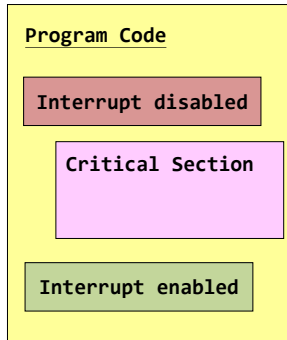 Program Code
Interrupt disabled
Critical Section
Interrupt enabled